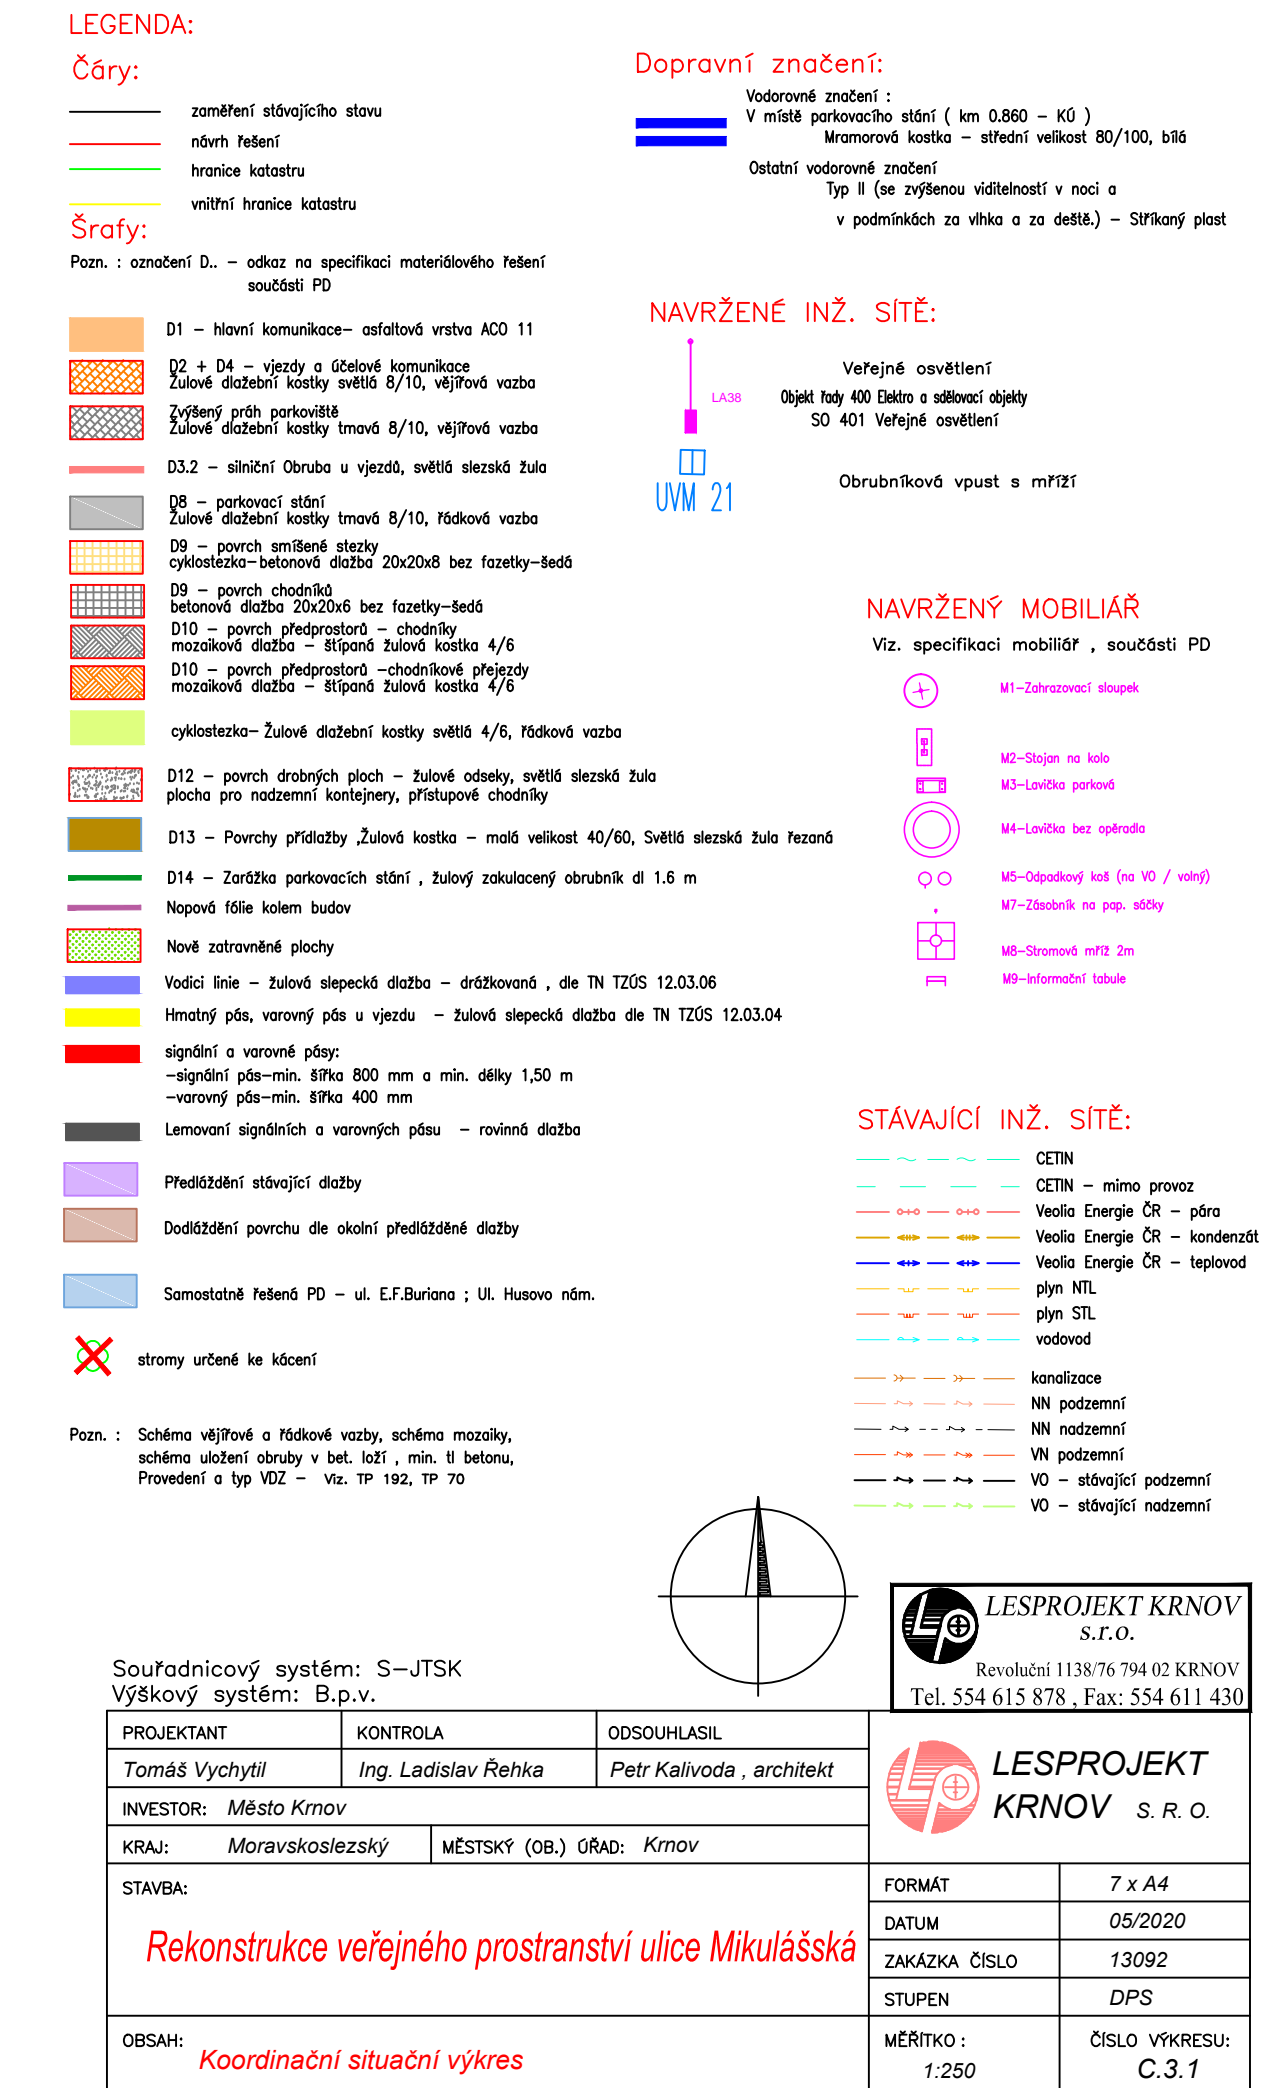 LEGENDA:
Čáry:
zaměření stávajícího stavu
návrh řešení
hranice katastru
vnitřní hranice katastru
Šrafy:
Pozn. : označení D.. – odkaz na specifikaci materiálového řešení
součásti PD
D1 – hlavní komunikace– asfaltová vrstva ACO 11
D2 + D4 – vjezdy a účelové komunikace
Žulové dlažební kostky světlá 8/10, vějířová vazba
Zvýšený práh parkoviště
Žulové dlažební kostky tmavá 8/10, vějířová vazba
D3.2 – silniční Obruba u vjezdů, světlá slezská žula
D8 – parkovací stání
Žulové dlažební kostky tmavá 8/10, řádková vazba
D9 – povrch smíšené stezky
cyklostezka–betonová dlažba 20x20x8 bez fazetky–šedá
D9 – povrch chodníků
betonová dlažba 20x20x6 bez fazetky–šedá
D10 – povrch předprostorů – chodníky
mozaiková dlažba – štípaná žulová kostka 4/6
D10 – povrch předprostorů –chodníkové přejezdy
mozaiková dlažba – štípaná žulová kostka 4/6
cyklostezka– Žulové dlažební kostky světlá 4/6, řádková vazba
D12 – povrch drobných ploch – žulové odseky, světlá slezská žula
plocha pro nadzemní kontejnery, přístupové chodníky
D13 – Povrchy přídlažby ,Žulová kostka – malá velikost 40/60, Světlá slezská žula řezaná
D14 – Zarážka parkovacích stání , žulový zakulacený obrubník dl 1.6 m
Nopová fólie kolem budov
Nově zatravněné plochy
Vodici linie – žulová slepecká dlažba – drážkovaná , dle TN TZÚS 12.03.06
Hmatný pás, varovný pás u vjezdu – žulová slepecká dlažba dle TN TZÚS 12.03.04
signální a varovné pásy:
–signální pás–min. šířka 800 mm a min. délky 1,50 m
–varovný pás–min. šířka 400 mm
Lemovaní signálních a varovných pásu – rovinná dlažba
Předláždění stávající dlažby
Dodláždění povrchu dle okolní předlážděné dlažby
Samostatně řešená PD – ul. E.F.Buriana ; Ul. Husovo nám.
stromy určené ke kácení
Pozn. : Schéma vějířové a řádkové vazby, schéma mozaiky,
schéma uložení obruby v bet. loží , min. tl betonu,
Provedení a typ VDZ – Viz. TP 192, TP 70
Dopravní značení:
Vodorovné značení :
V místě parkovacího stání ( km 0.860 – KÚ )
Mramorová kostka – střední velikost 80/100, bílá
Ostatní vodorovné značení
Typ II (se zvýšenou viditelností v noci a
v podmínkách za vlhka a za deště.) – Stříkaný plast
NAVRŽENÉ INŽ. SÍTĚ:
LA38
Veřejné osvětlení
Objekt řady 400 Elektro a sdělovací objekty
SO 401 Veřejné osvětlení
UVM 21
Obrubníková vpust s mříží
NAVRŽENÝ MOBILIÁŘ
Viz. specifikaci mobiliář , součásti PD
M1–Zahrazovací sloupek
M2–Stojan na kolo
M3–Lavička parková
M4–Lavička bez opěradla
M5–Odpadkový koš (na VO / volný)
M7–Zásobník na pap. sáčky
M8–Stromová mříž 2m
M9–Informační tabule
STÁVAJÍCÍ INŽ. SÍTĚ:
CETIN
CETIN – mimo provoz
Veolia Energie ČR – pára
Veolia Energie ČR – kondenzát
Veolia Energie ČR – teplovod
plyn NTL
plyn STL
vodovod
kanalizace
NN podzemní
NN nadzemní
VN podzemní
VO – stávající podzemní
VO – stávající nadzemní
LESPROJEKT KRNOV
s.r.o.
Revoluční 1138/76 794 02 KRNOV
Tel. 554 615 878 , Fax: 554 611 430
Souřadnicový systém: S–JTSK
Výškový systém: B.p.v.
PROJEKTANT KONTROLA ODSOUHLASIL
Tomáš Vychytil Ing. Ladislav Řehka Petr Kalivoda , architekt
LESPROJEKT
KRNOV S. R. O.
INVESTOR: Město Krnov
KRAJ: Moravskoslezský MĚSTSKÝ (OB.) ÚŘAD: Krnov
STAVBA:
Rekonstrukce veřejného prostranství ulice Mikulášská
FORMÁT 7 x A4
DATUM 05/2020
ZAKÁZKA ČÍSLO 13092
STUPEN DPS
OBSAH: Koordinační situační výkres
MĚŘÍTKO : ČÍSLO VÝKRESU:
1:250 C.3.1